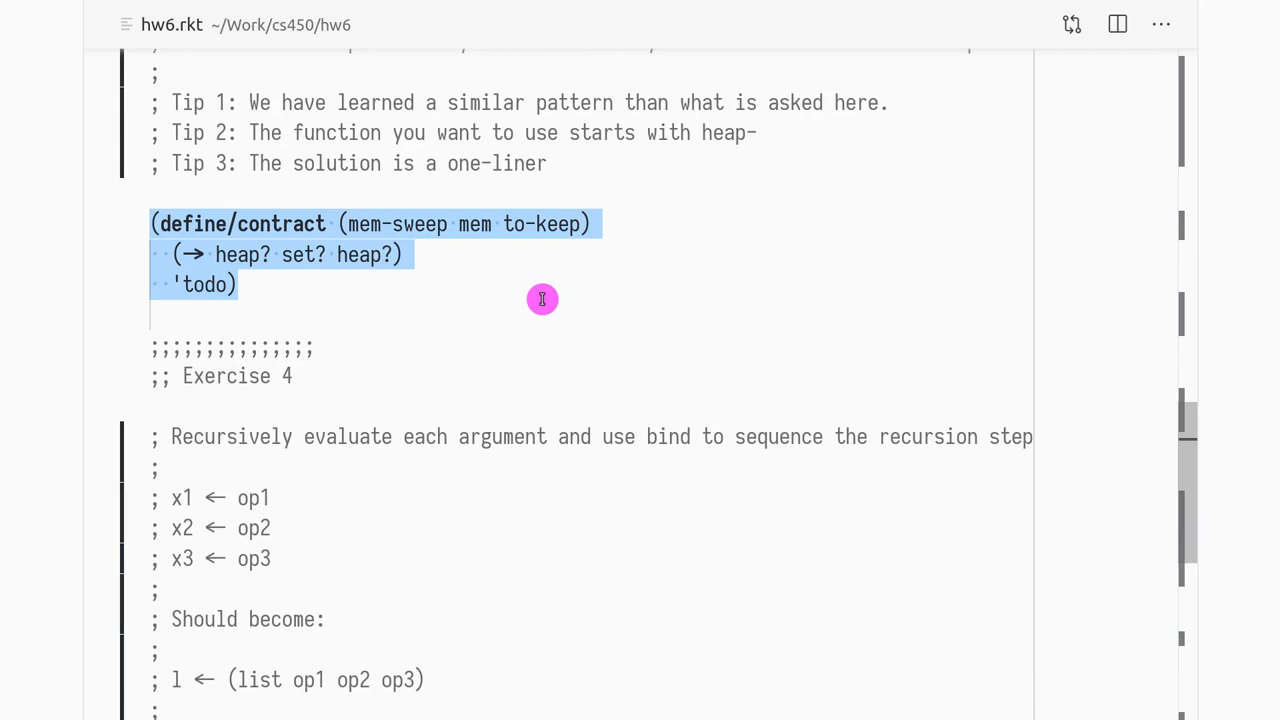 hw6.rkt ~/Work/cs450/hw6
;
; Tip 1: We have learned a similar pattern than what is asked here.
; Tip 2: The function you want to use starts with heap-
; Tip 3: The solution is a one-liner
(define/contract (mem-sweep mem to-keep)
(→ heap? set? heap?)
'todo)
;;;;;;;;;;;;;;;
;; Exercise 4
; Recursively evaluate each argument and use bind to sequence the recursion step
;
; x1 ← op1
; x2 ← op2
; x3 ← op3
;
; Should become:
;
; l ← (list op1 op2 op3)
;